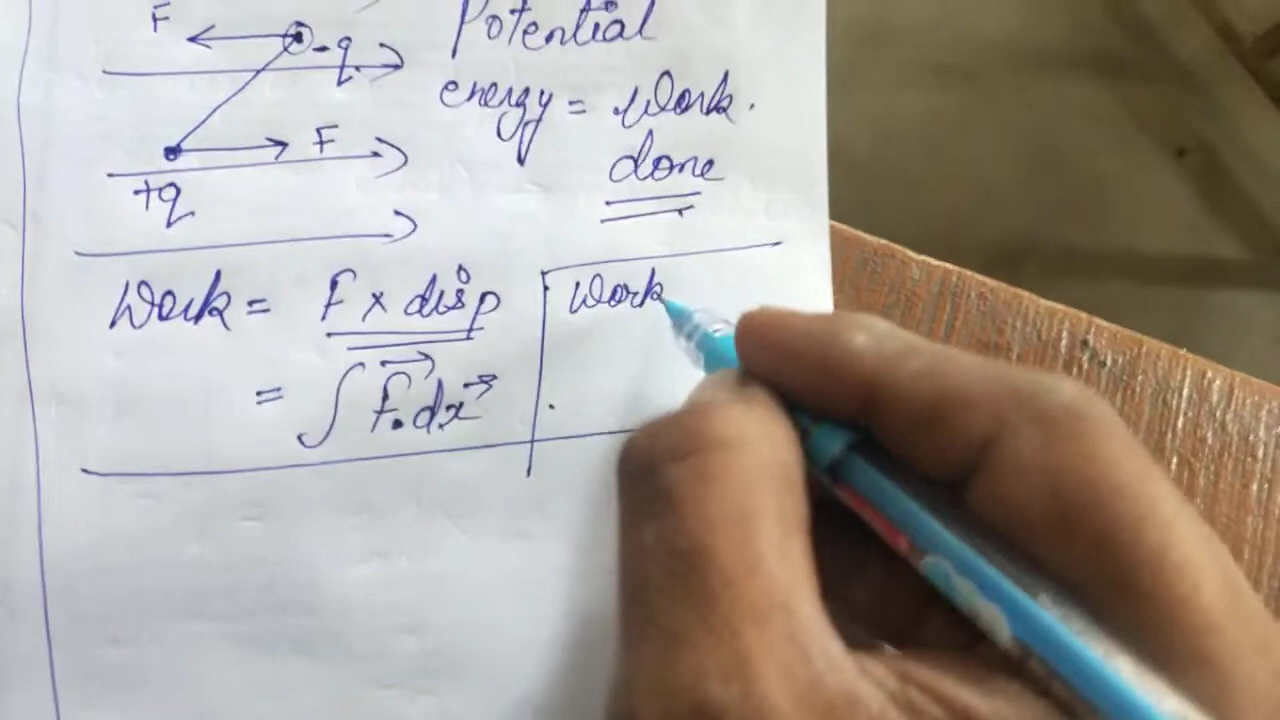 F
-q
Potential
energy = Work.
done
F
+q
Work = F x disp
= ∫ F⃗. dx⃗
Work